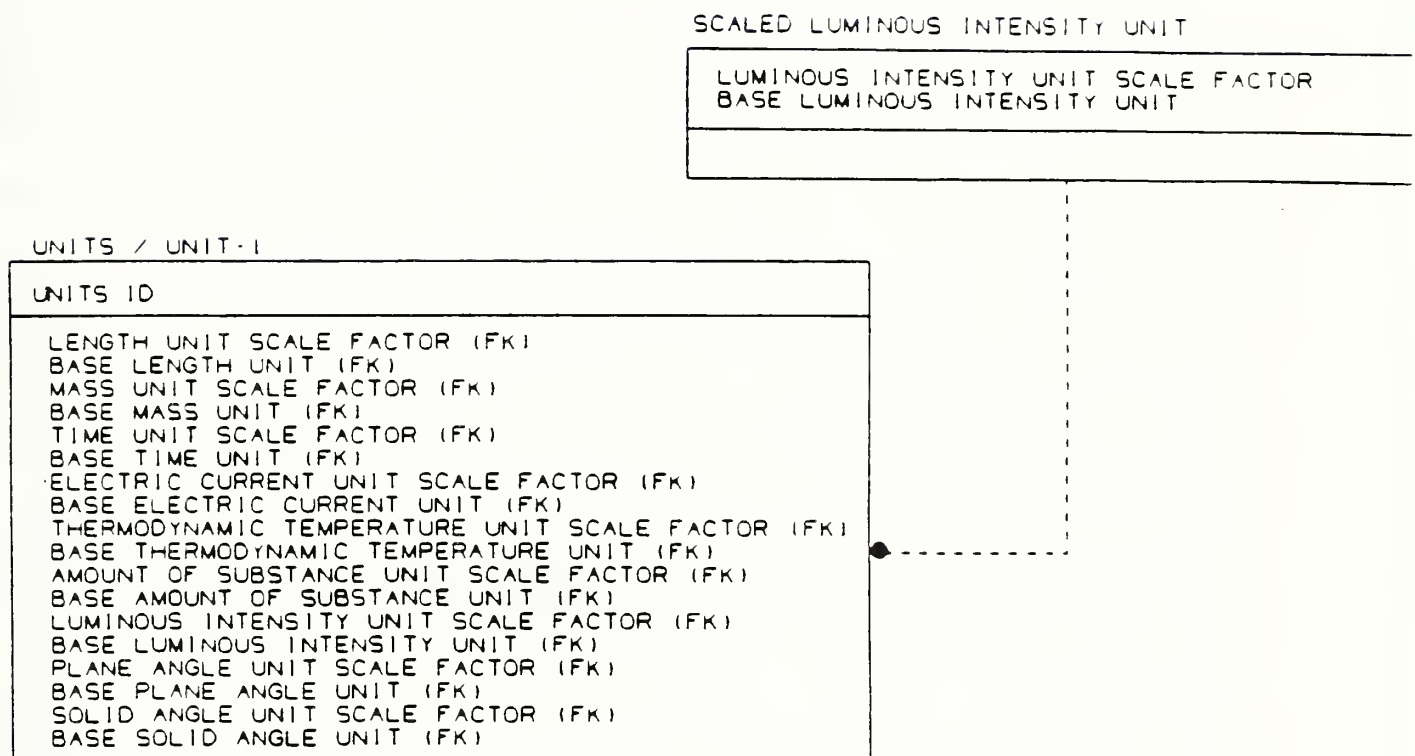 SCALED LUMINOUS INTENSITY UNIT
LUMINOUS INTENSITY UNIT SCALE FACTOR
BASE LUMINOUS INTENSITY UNIT
UNITS / UNIT-1
UNITS ID
LENGTH UNIT SCALE FACTOR (FK)
BASE LENGTH UNIT (FK)
MASS UNIT SCALE FACTOR (FK)
BASE MASS UNIT (FK)
TIME UNIT SCALE FACTOR (FK)
BASE TIME UNIT (FK)
ELECTRIC CURRENT UNIT SCALE FACTOR (FK)
BASE ELECTRIC CURRENT UNIT (FK)
THERMODYNAMIC TEMPERATURE UNIT SCALE FACTOR (FK)
BASE THERMODYNAMIC TEMPERATURE UNIT (FK)
AMOUNT OF SUBSTANCE UNIT SCALE FACTOR (FK)
BASE AMOUNT OF SUBSTANCE UNIT (FK)
LUMINOUS INTENSITY UNIT SCALE FACTOR (FK)
BASE LUMINOUS INTENSITY UNIT (FK)
PLANE ANGLE UNIT SCALE FACTOR (FK)
BASE PLANE ANGLE UNIT (FK)
SOLID ANGLE UNIT SCALE FACTOR (FK)
BASE SOLID ANGLE UNIT (FK)